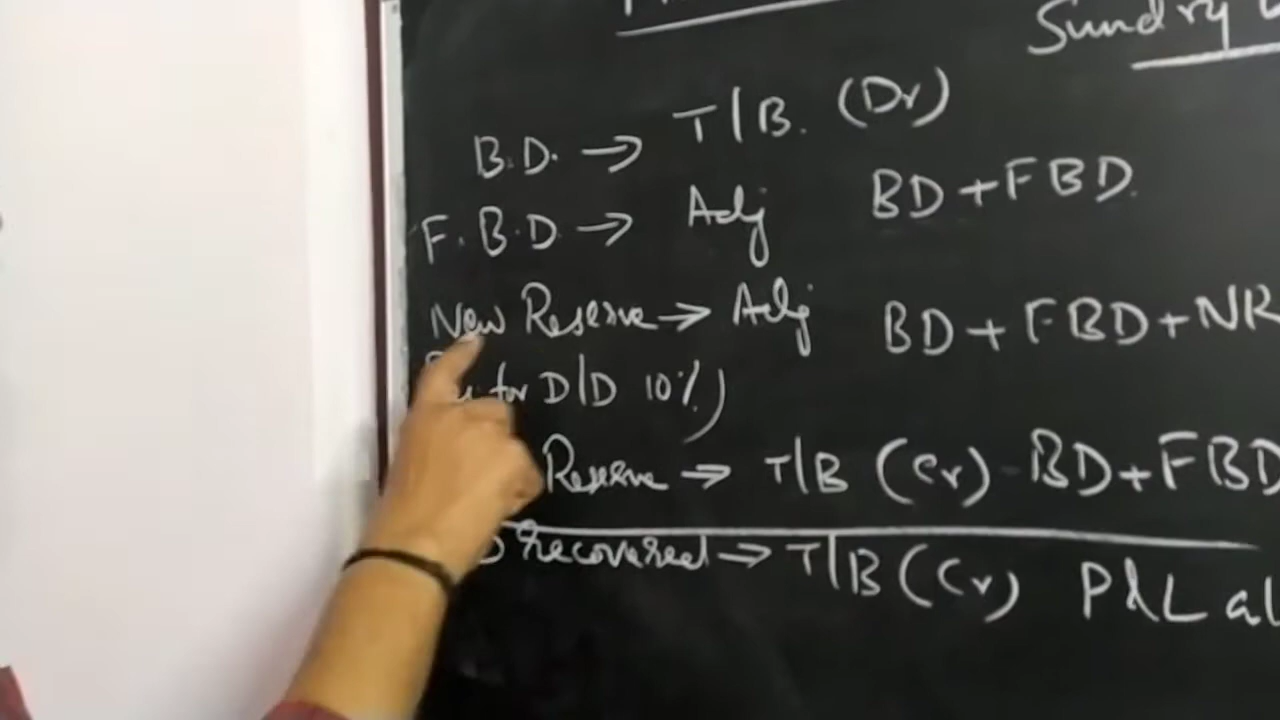 Sundry
B.D. → T/B. (Dr)
F.B.D → Adj BD + FBD.
New Reserve → Adj BD + FBD + NR
for D/D 10%)
Reserve → T/B (Cr) - BD + FBD
recovered → T/B (Cr) P&L